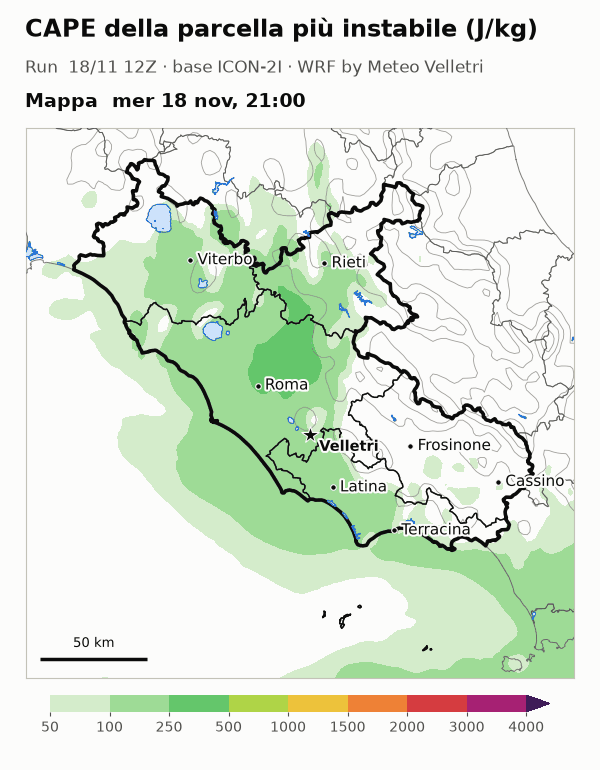 CAPE della parcella più instabile (J/kg)
Run  18/11 12Z · base ICON-2I · WRF by Meteo Velletri
Mappa  mer 18 nov, 21:00
Viterbo
Rieti
Roma
Velletri
Frosinone
Cassino
Latina
Terracina
50 km
50 100 250 500 1000 1500 2000 3000 4000